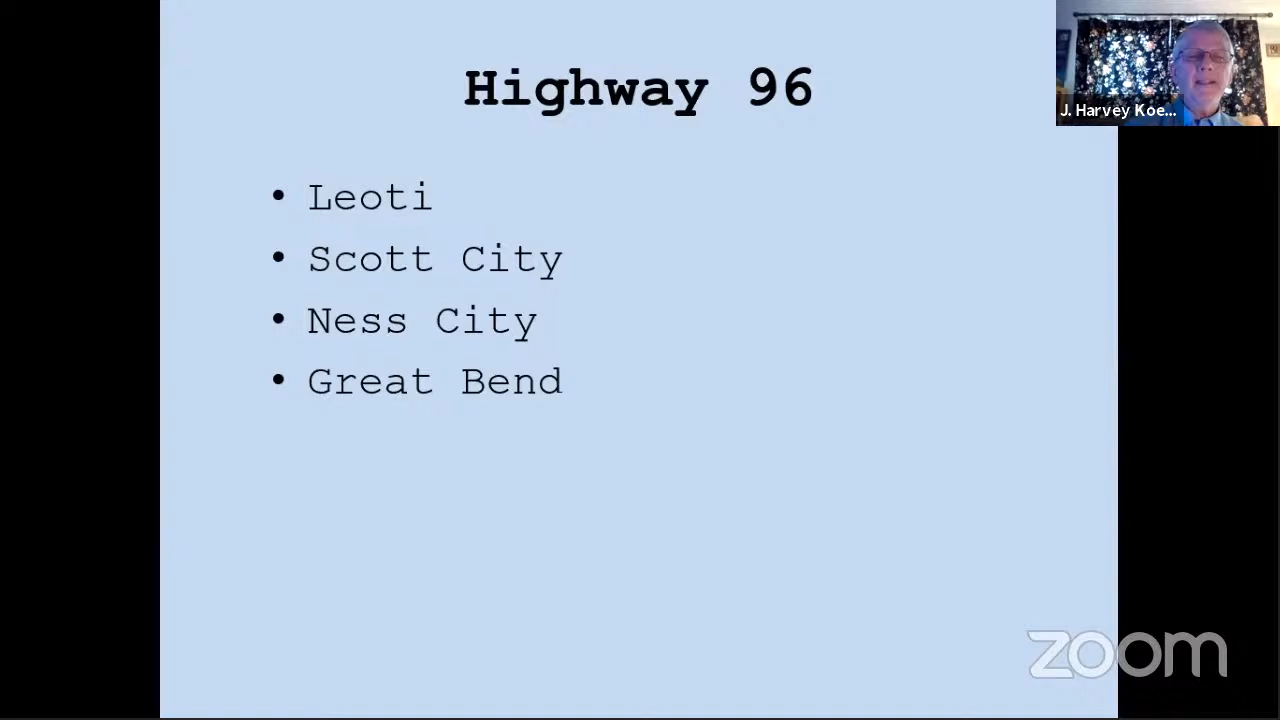 Highway 96
J. Harvey Koe...
• Leoti
• Scott City
• Ness City
• Great Bend
zoom